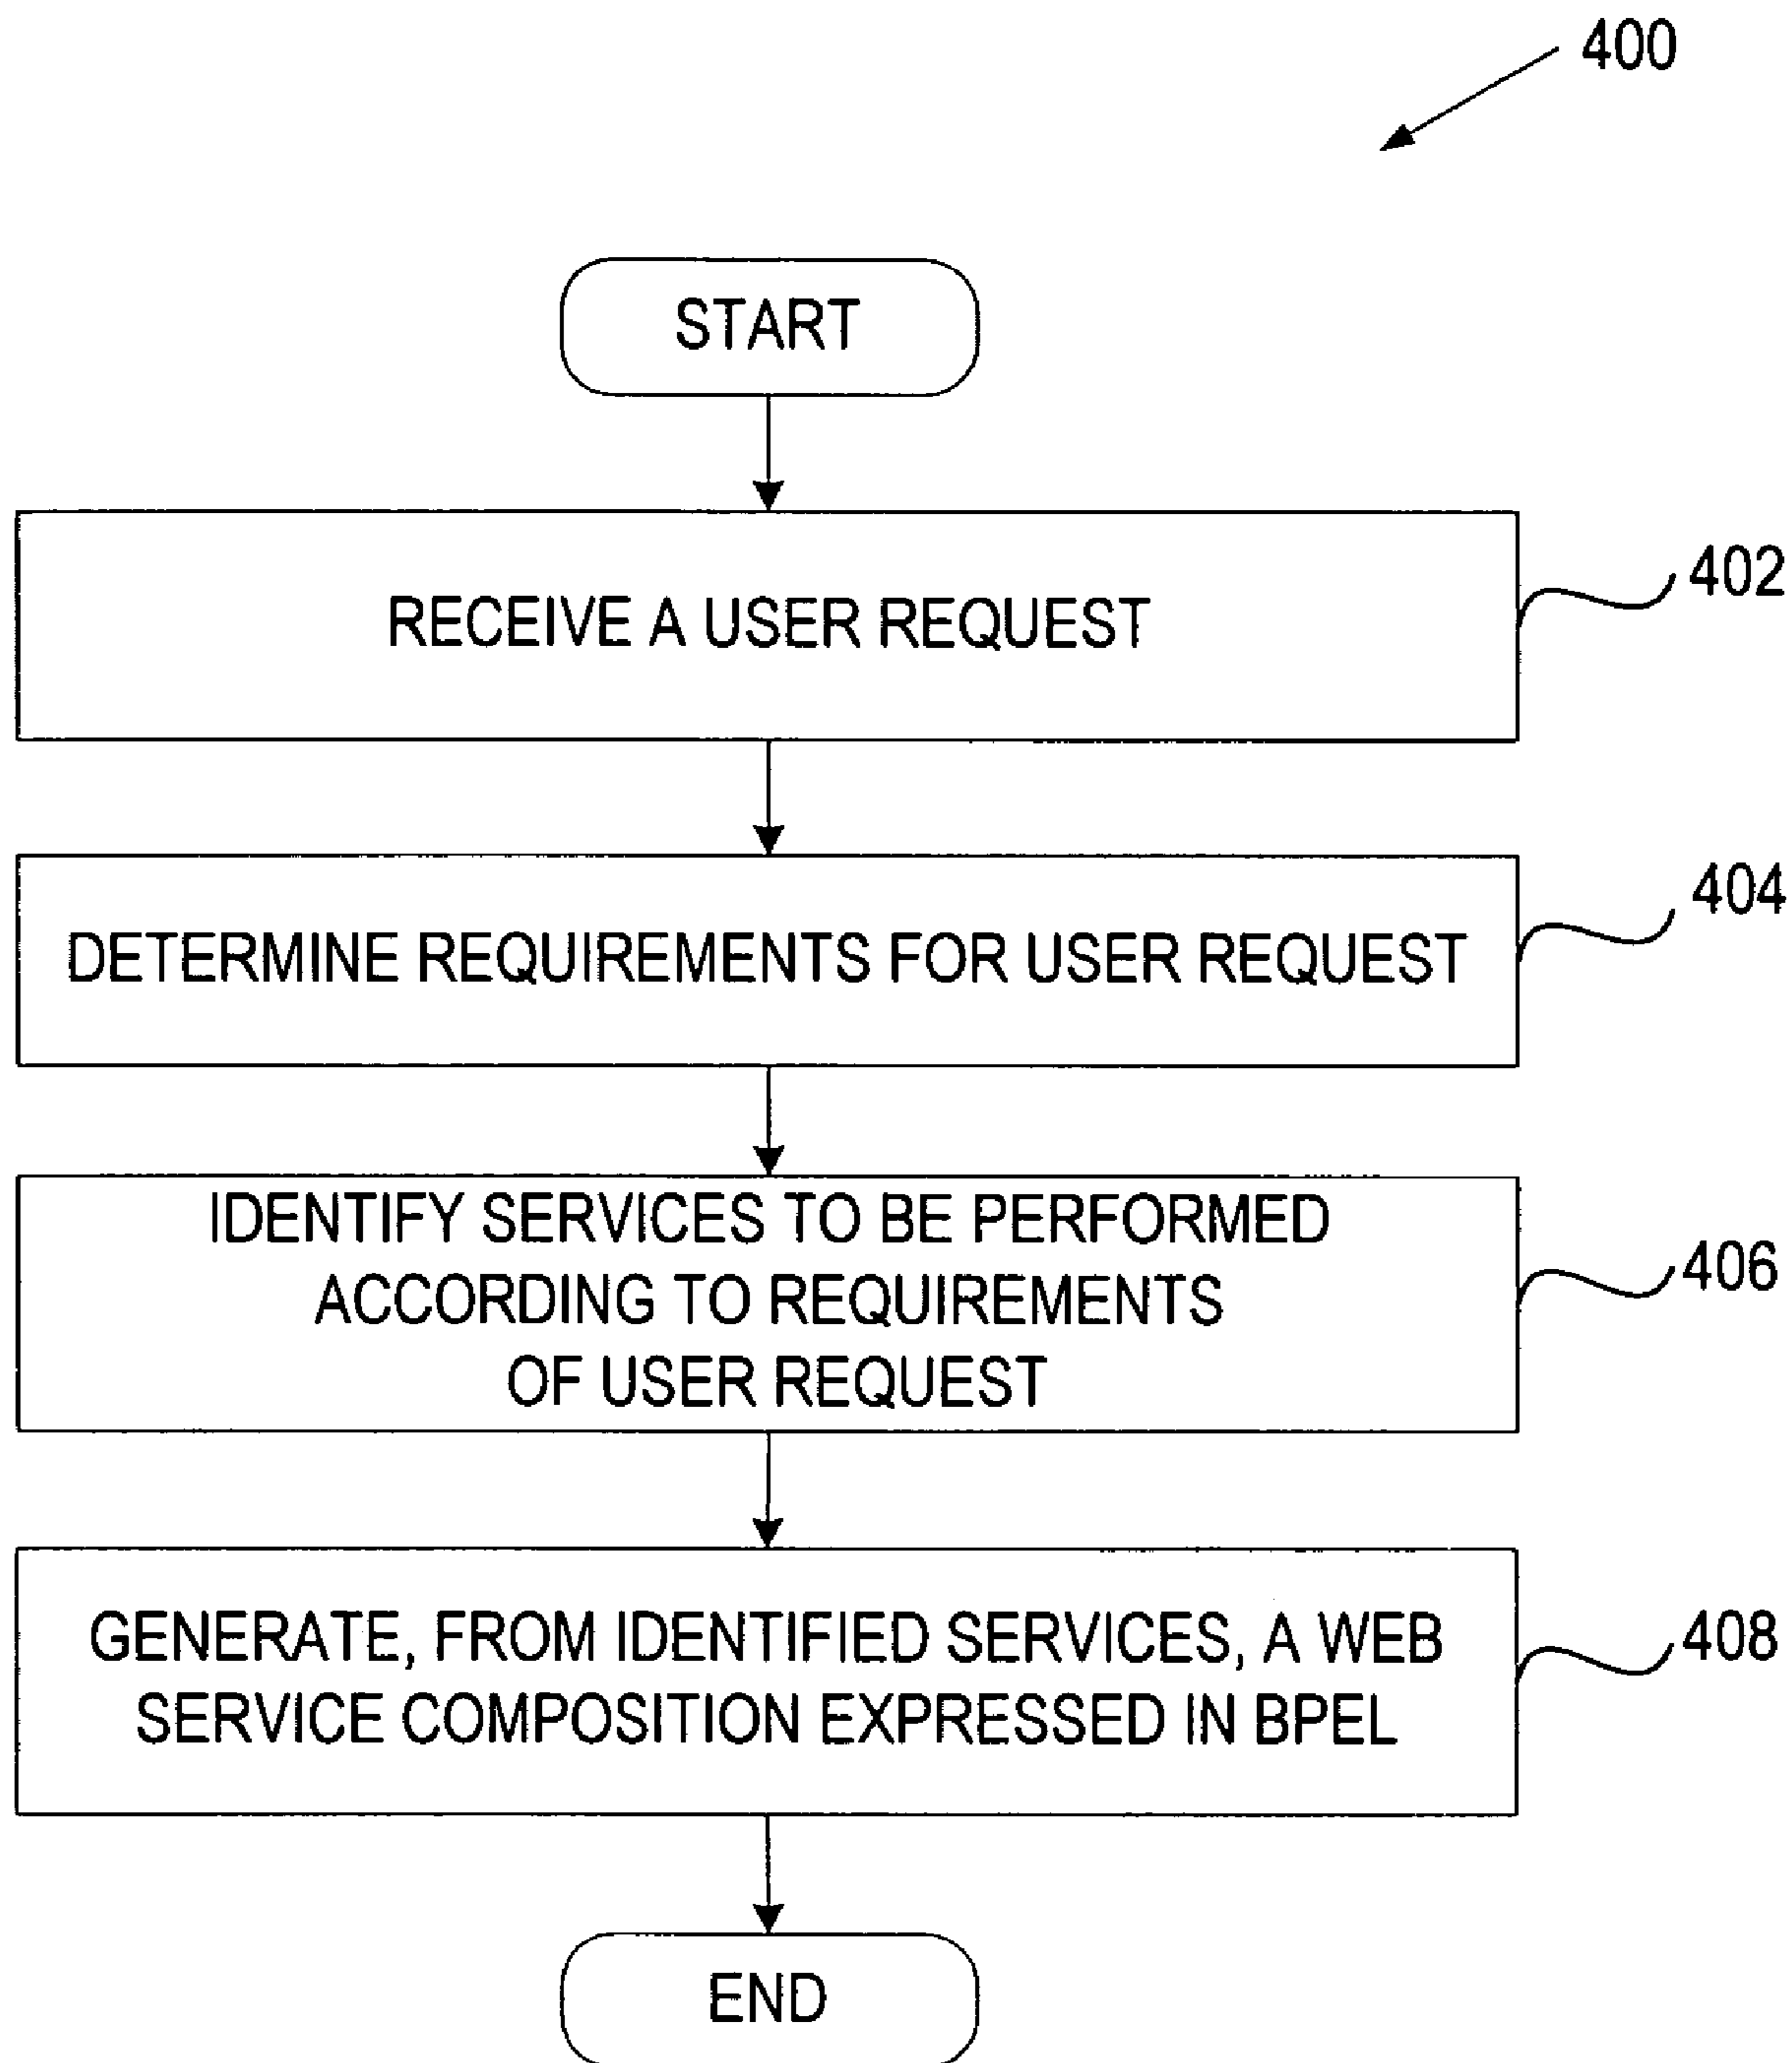 400
START
RECEIVE A USER REQUEST
402
DETERMINE REQUIREMENTS FOR USER REQUEST
404
IDENTIFY SERVICES TO BE PERFORMED
ACCORDING TO REQUIREMENTS
OF USER REQUEST
406
GENERATE, FROM IDENTIFIED SERVICES, A WEB
SERVICE COMPOSITION EXPRESSED IN BPEL
408
END